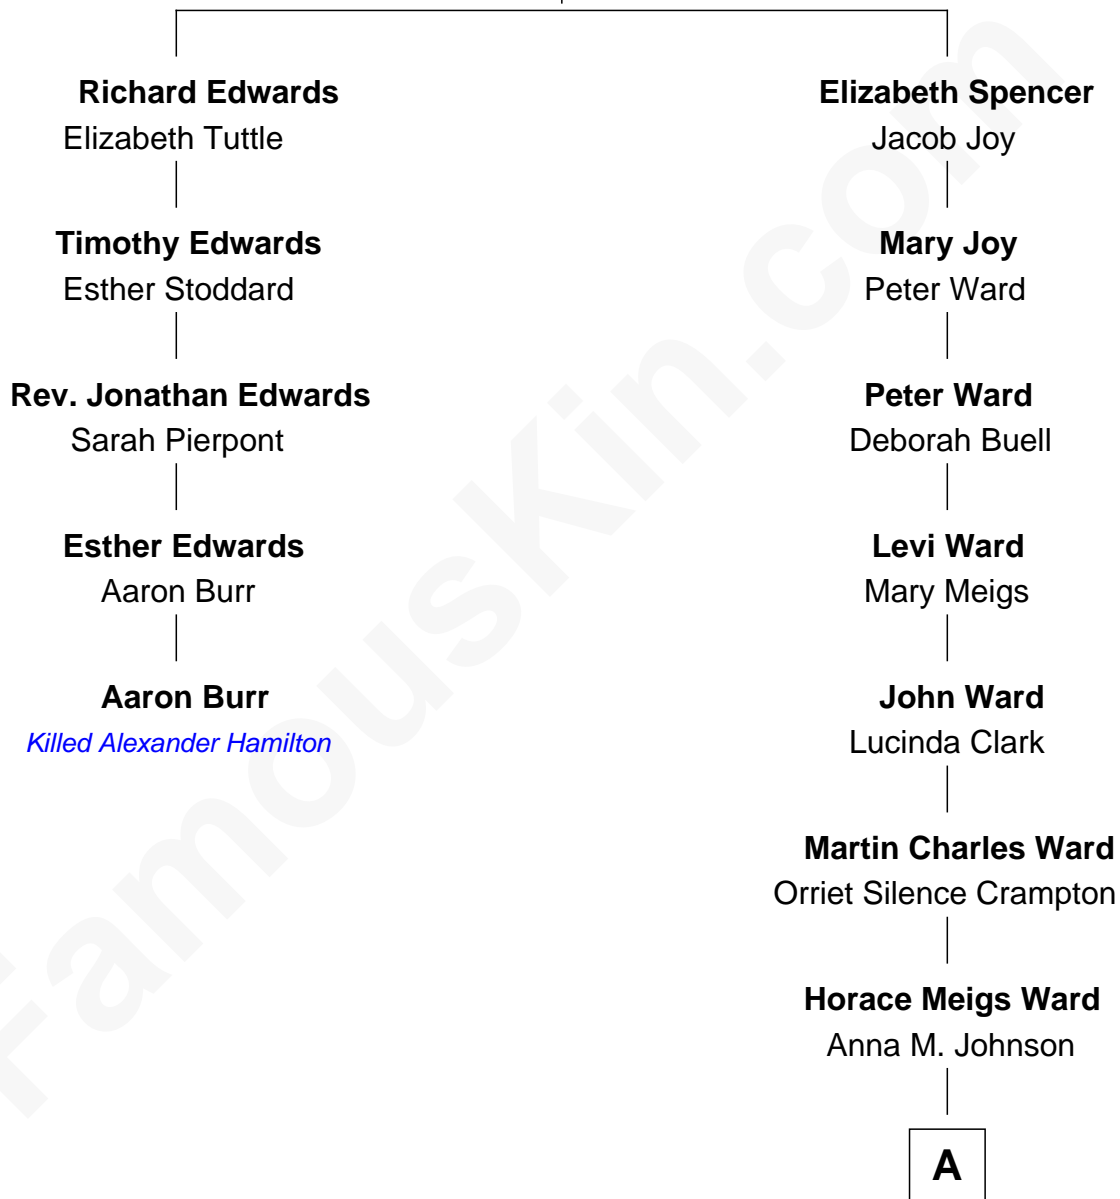 Richard Edwards
Elizabeth Tuttle
Timothy Edwards
Esther Stoddard
Rev. Jonathan Edwards
Sarah Pierpont
Esther Edwards
Aaron Burr
Aaron Burr
Killed Alexander Hamilton
Elizabeth Spencer
Jacob Joy
Mary Joy
Peter Ward
Peter Ward
Deborah Buell
Levi Ward
Mary Meigs
John Ward
Lucinda Clark
Martin Charles Ward
Orriet Silence Crampton
Horace Meigs Ward
Anna M. Johnson
A
FamousKin.com